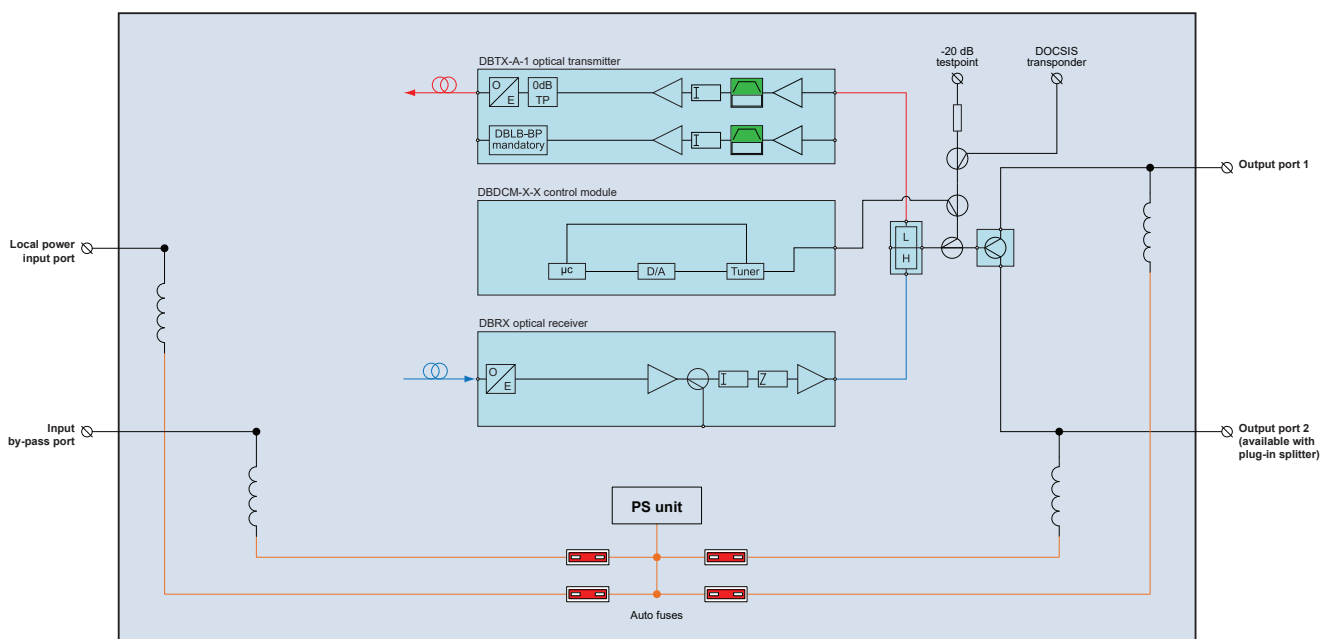 -20 dB
testpoint
DOCSIS
transponder
DBTX-A-1 optical transmitter
O
E
0dB
TP
DBLB-BP
mandatory
Output port 1
DBDCM-X-X control module
Local power
input port
L
H
µc
D/A
Tuner
DBRX optical receiver
O
E
I
Z
Input
by-pass port
Output port 2
(available with
plug-in splitter)
PS unit
Auto fuses